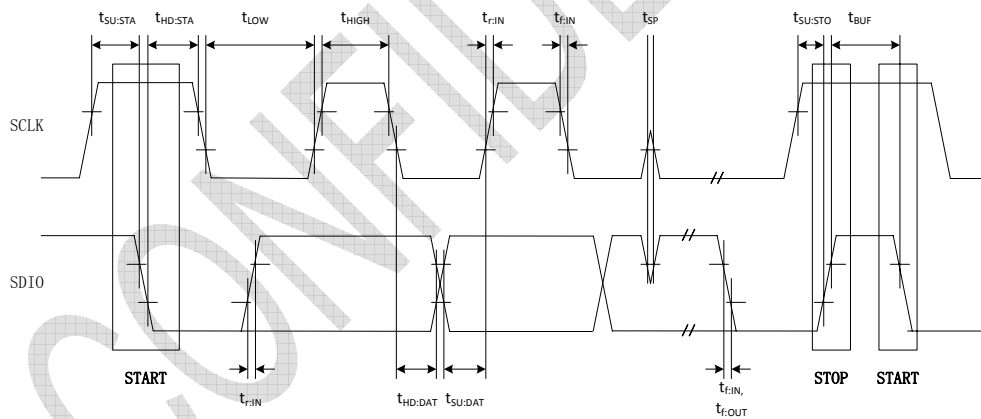 tSU:STA tHD:STA tLOW tHIGH tr:IN tf:IN tSP tSU:STO tBUF
SCLK
SDIO
START STOP START
tr:IN tHD:DAT tSU:DAT tf:IN,
tf:OUT